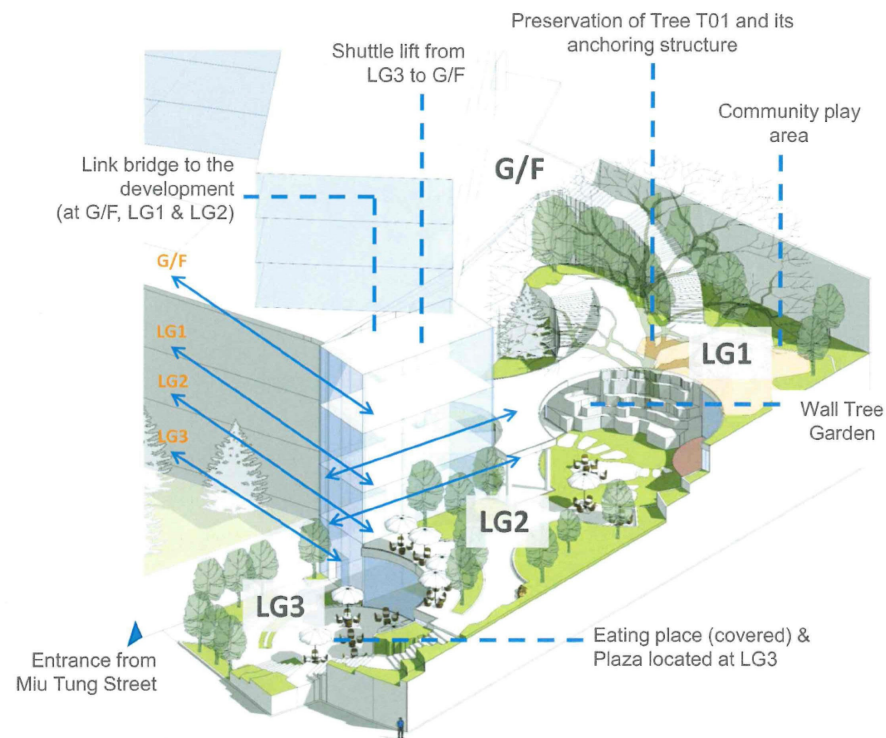 Preservation of Tree T01 and its
anchoring structure
Shuttle lift from
LG3 to G/F
Community play
area
Link bridge to the
development
(at G/F, LG1 & LG2)
G/F
G/F
LG1
LG1
LG2
Wall Tree
Garden
LG3
LG2
LG3
Entrance from
Miu Tung Street
Eating place (covered) &
Plaza located at LG3